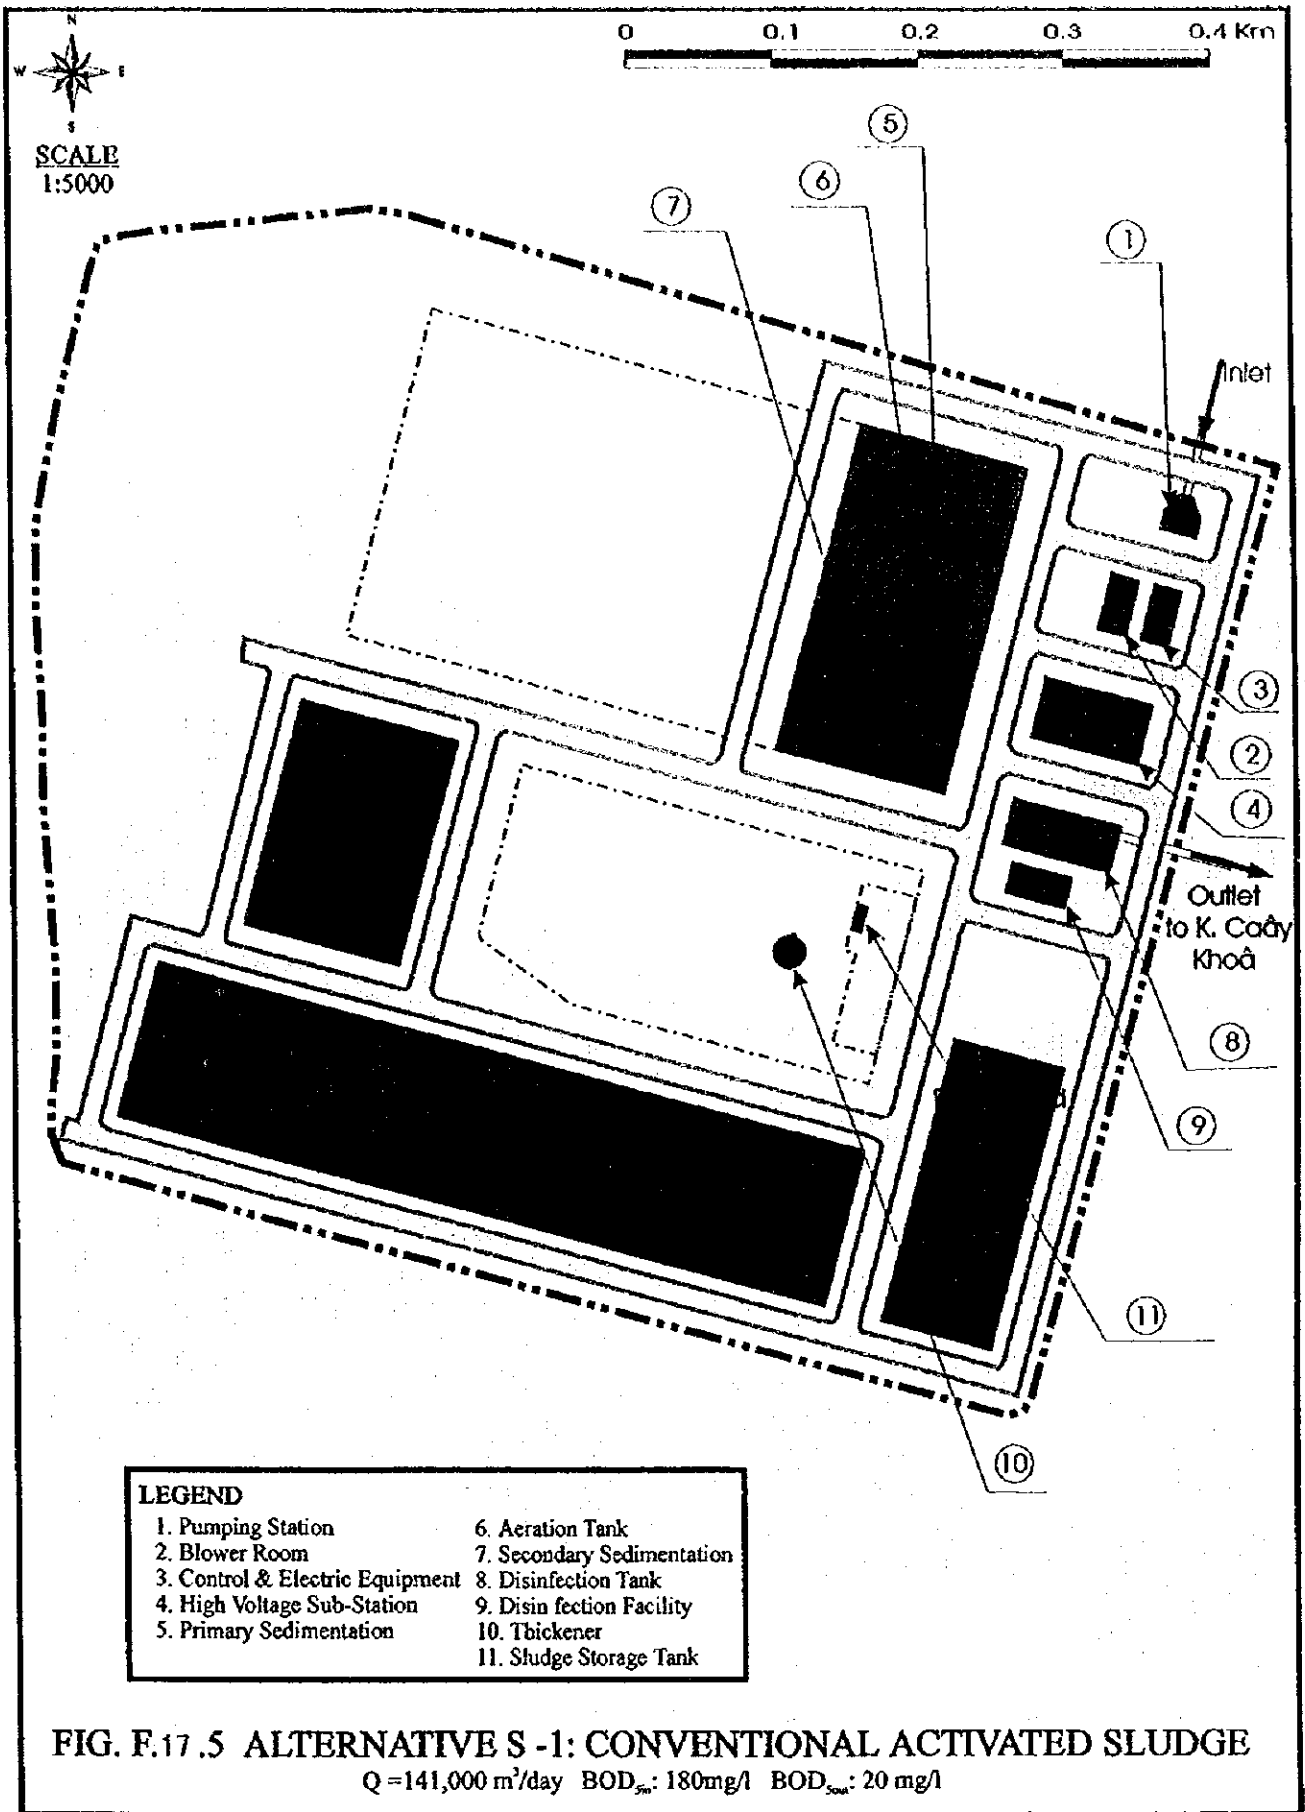 N
W E
S
SCALE
1:5000
0 0.1 0.2 0.3 0.4 Km
5
6
7
1
Inlet
3
2
4
Outlet
to K. Caây
Khoâ
8
9
11
10
LEGEND
1. Pumping Station
2. Blower Room
3. Control & Electric Equipment
4. High Voltage Sub-Station
5. Primary Sedimentation
6. Aeration Tank
7. Secondary Sedimentation
8. Disinfection Tank
9. Disin fection Facility
10. Thickener
11. Sludge Storage Tank
FIG. F.17.5 ALTERNATIVE S -1: CONVENTIONAL ACTIVATED SLUDGE
Q =141,000 m³/day BOD₅ᵢₙ: 180mg/l BOD₅ₒᵤₜ: 20 mg/l